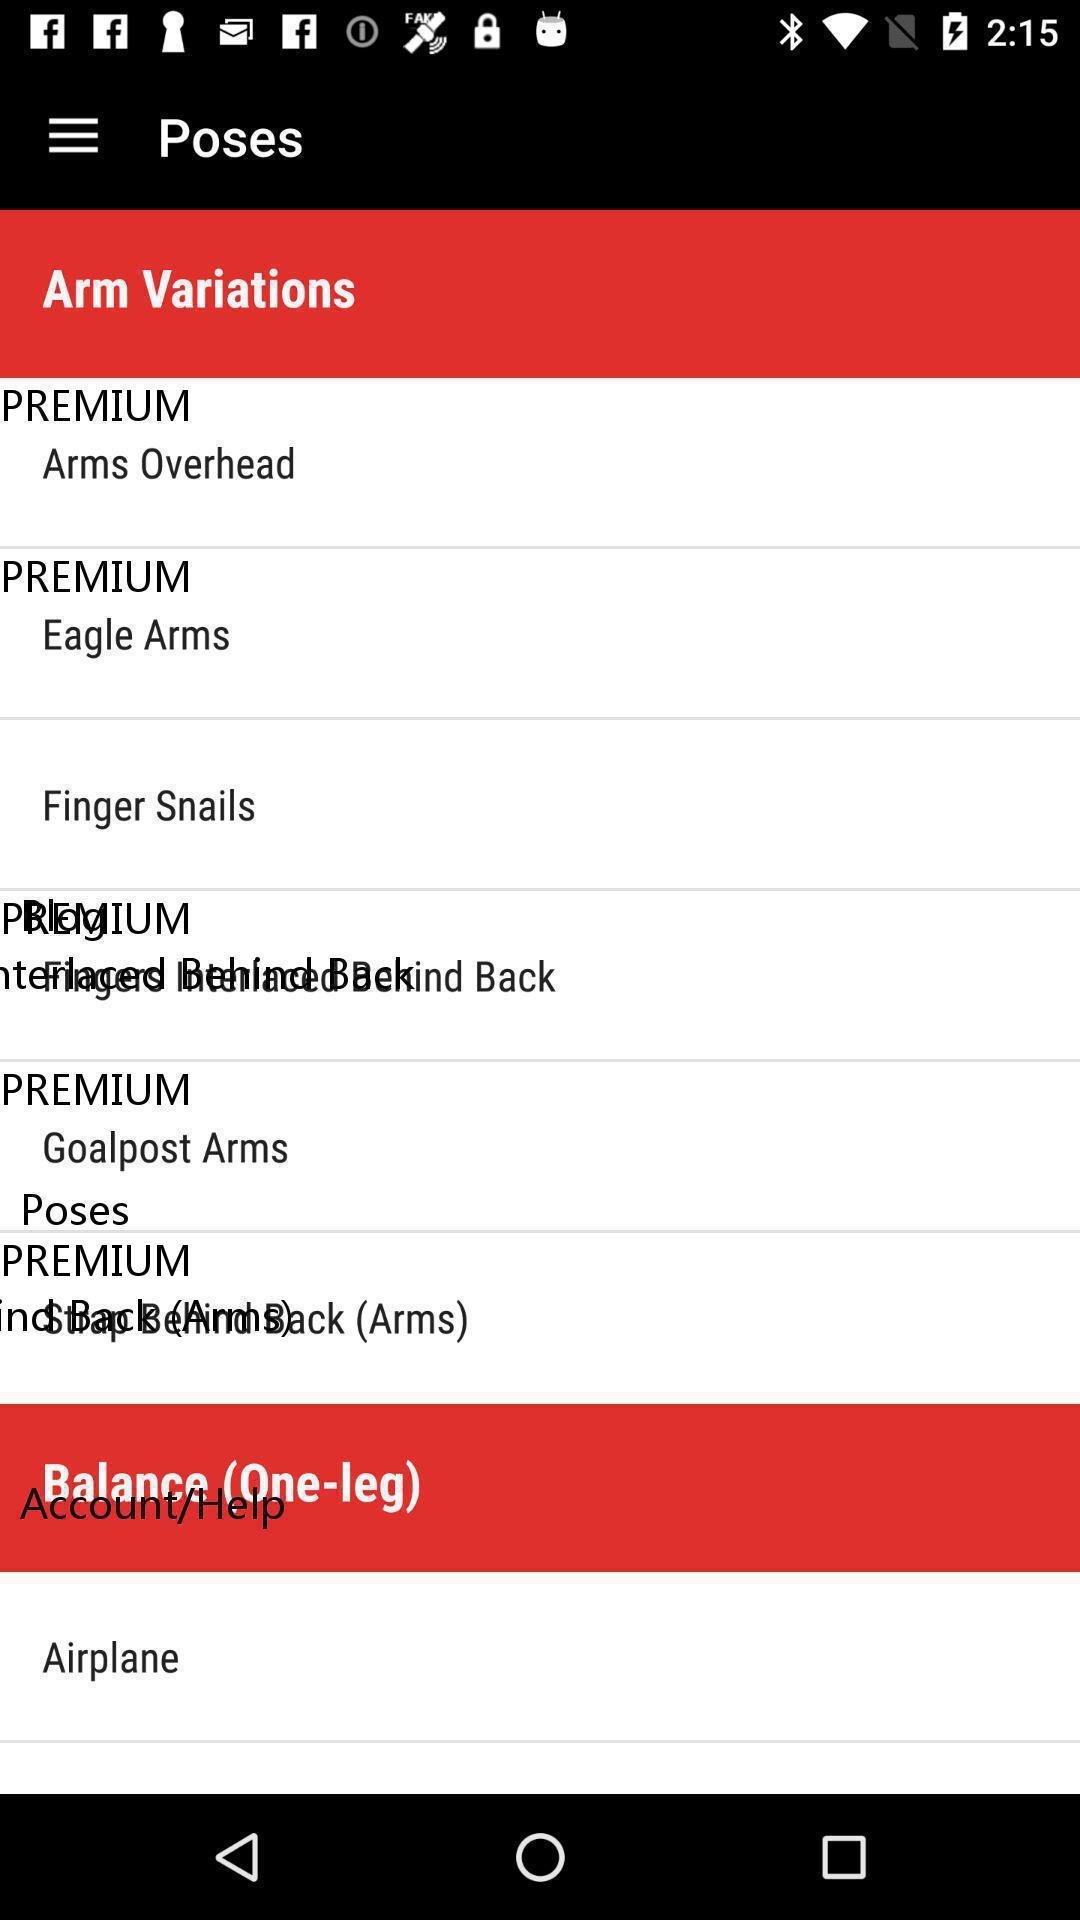 FAKE
2:15
Poses
Arm Variations
PREMIUM
Arms Overhead
PREMIUM
Eagle Arms
Finger Snails
Blog
PREMIUM
nterlaced Behind Back
Fingers Interlaced Behind Back
PREMIUM
Goalpost Arms
Poses
PREMIUM
ind Back (Arms)
Strap Behind Back (Arms)
Balance (One-leg)
Account/Help
Airplane